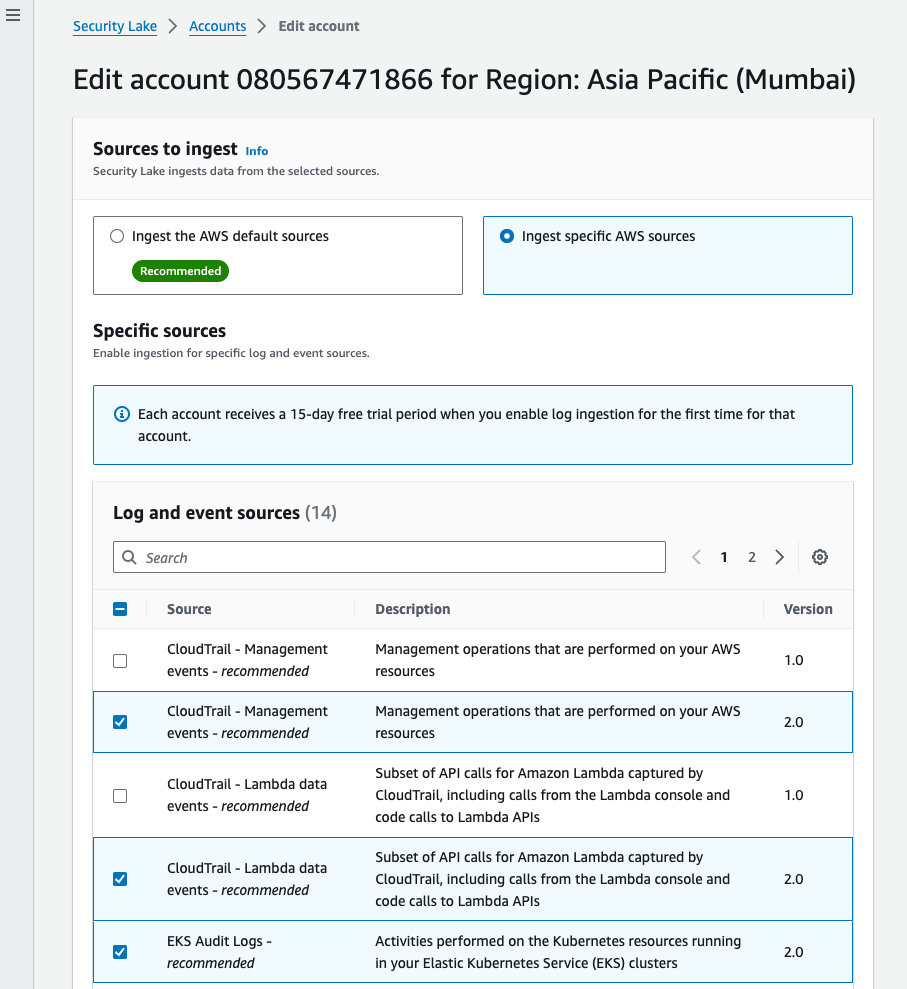 Security Lake > Accounts > Edit account
Edit account 080567471866 for Region: Asia Pacific (Mumbai)
Sources to ingest Info
Security Lake ingests data from the selected sources.
Ingest the AWS default sources
Recommended
Ingest specific AWS sources
Specific sources
Enable ingestion for specific log and event sources.
Each account receives a 15-day free trial period when you enable log ingestion for the first time for that
account.
Log and event sources (14)
Search
< 1 2 >
Source Description Version
CloudTrail - Management
events - recommended
Management operations that are performed on your AWS
resources
1.0
CloudTrail - Management
events - recommended
Management operations that are performed on your AWS
resources
2.0
CloudTrail - Lambda data
events - recommended
Subset of API calls for Amazon Lambda captured by
CloudTrail, including calls from the Lambda console and
code calls to Lambda APIs
1.0
CloudTrail - Lambda data
events - recommended
Subset of API calls for Amazon Lambda captured by
CloudTrail, including calls from the Lambda console and
code calls to Lambda APIs
2.0
EKS Audit Logs -
recommended
Activities performed on the Kubernetes resources running
in your Elastic Kubernetes Service (EKS) clusters
2.0